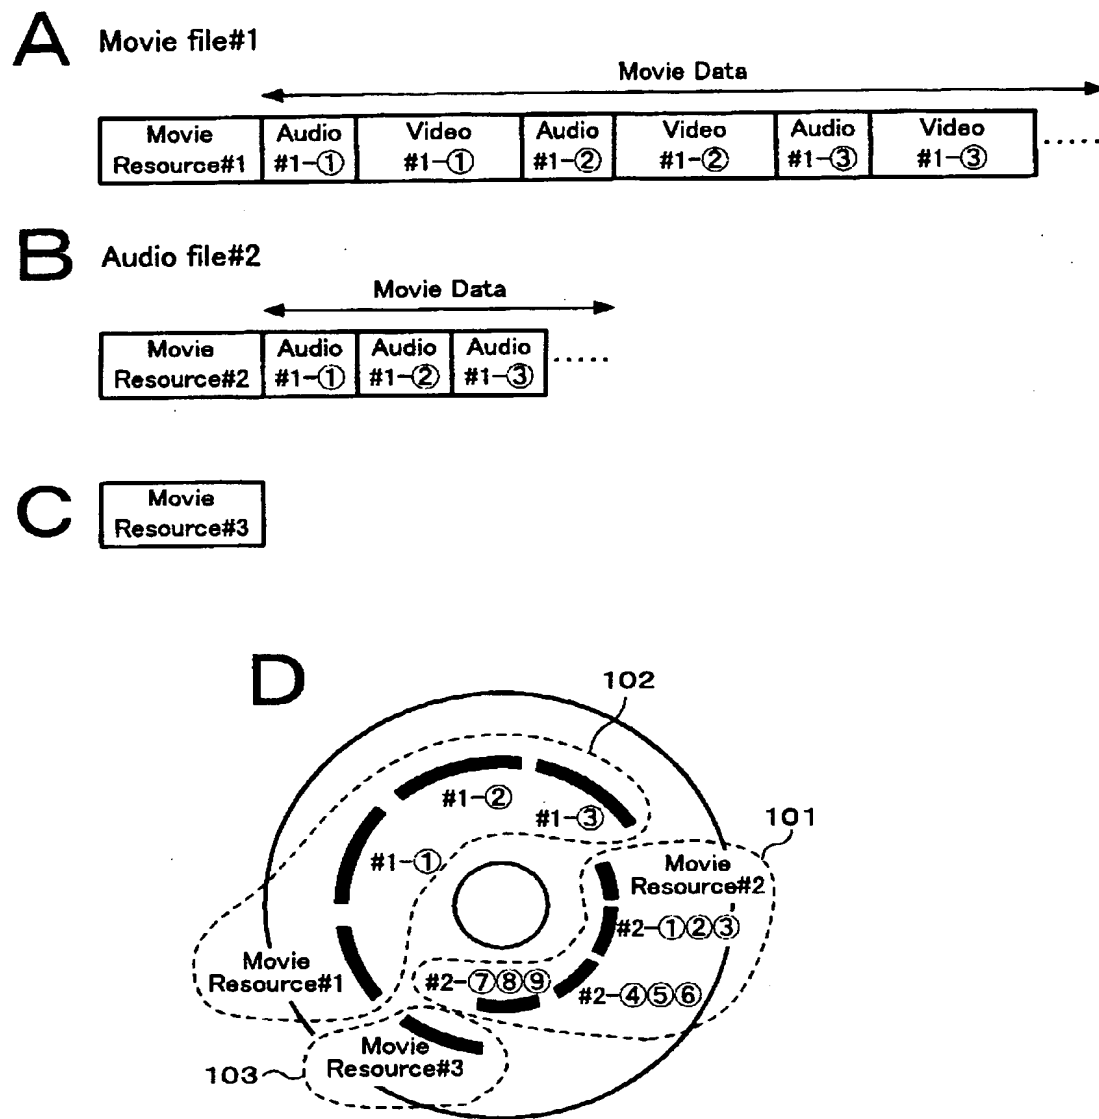 A Movie file#1
Movie Data
Movie Resource#1
Audio #1-①
Video #1-①
Audio #1-②
Video #1-②
Audio #1-③
Video #1-③
.....
B Audio file#2
Movie Data
Movie Resource#2
Audio #1-①
Audio #1-②
Audio #1-③
.....
C
Movie Resource#3
D
102
#1-②
#1-③
101
#1-①
Movie Resource#2
#2-①②③
Movie Resource#1
#2-⑦⑧⑨
#2-④⑤⑥
Movie Resource#3
103